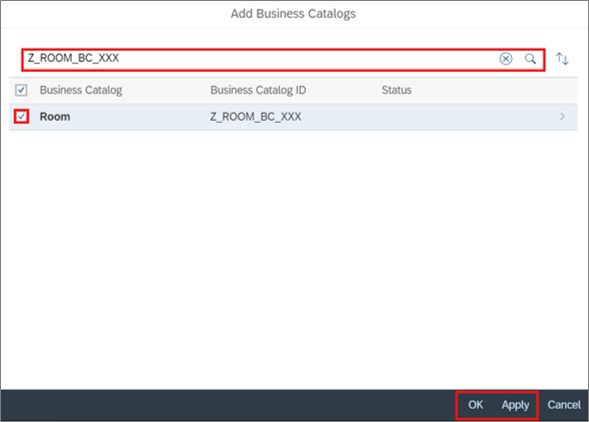 Add Business Catalogs
Z_ROOM_BC_XXX
Business Catalog Business Catalog ID Status
Room Z_ROOM_BC_XXX
OK Apply Cancel